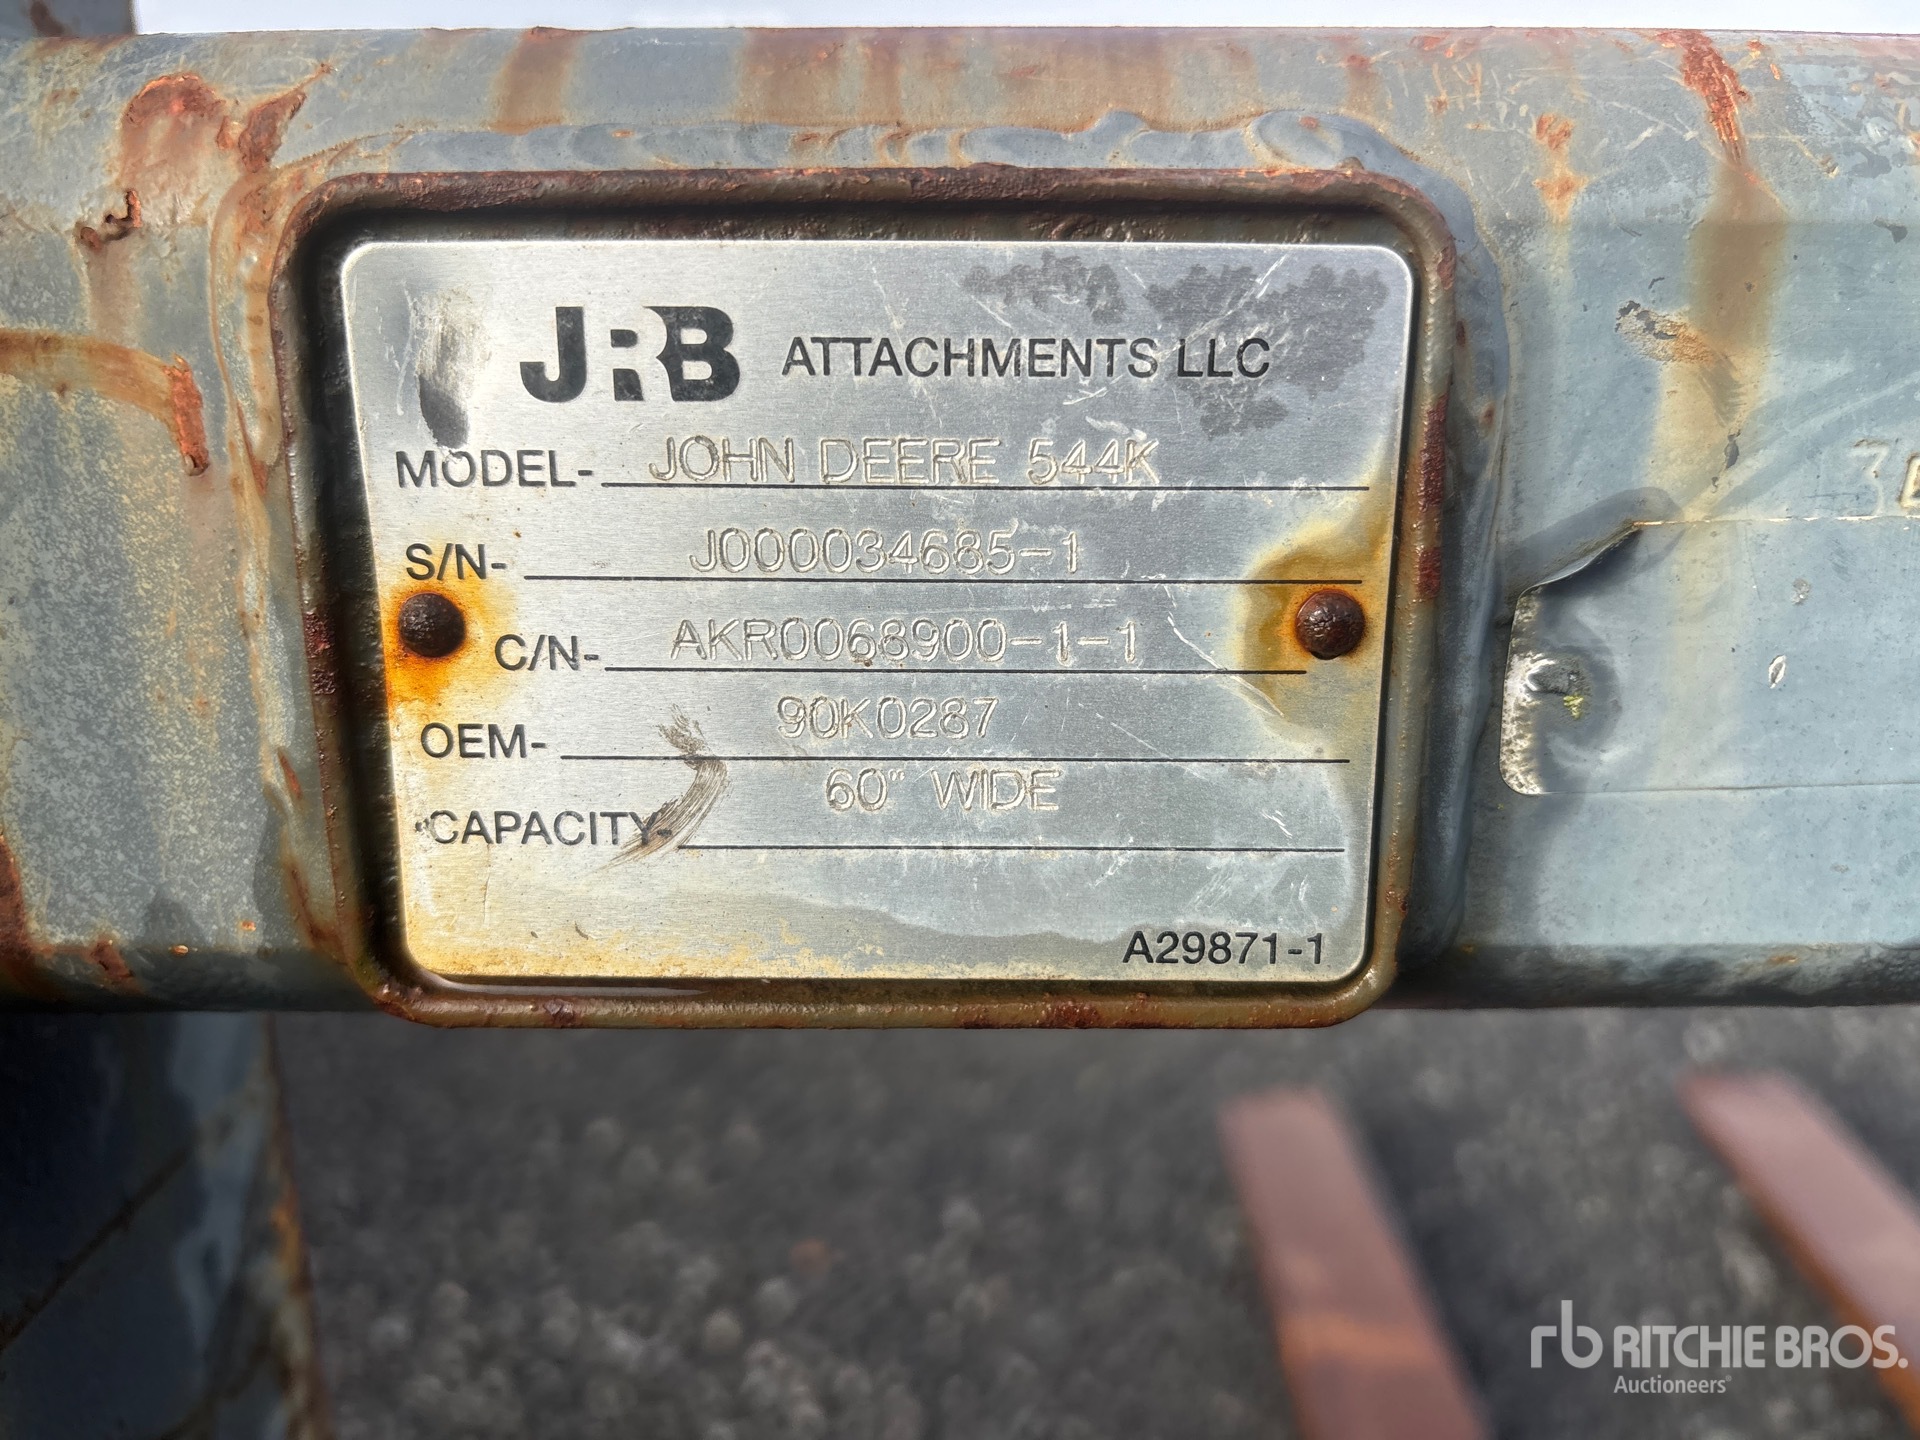 JRB ATTACHMENTS LLC
MODEL- JOHN DEERE 544K
S/N- J000034685-1
C/N- AKR0068900-1-1
OEM- 90K0287
CAPACITY- 60" WIDE
A29871-1
rb RITCHIE BROS.
Auctioneers